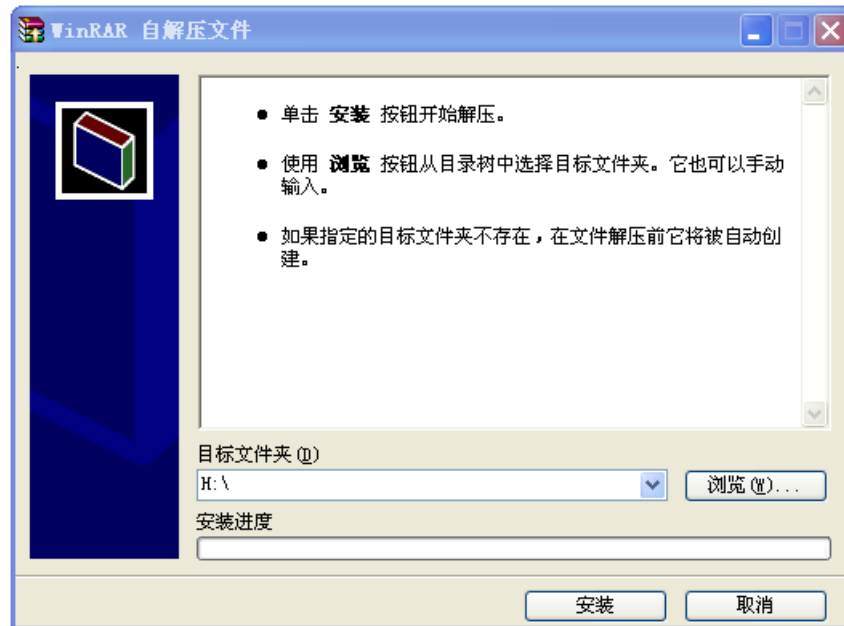 WinRAR 自解压文件
● 单击 安装 按钮开始解压。
● 使用 浏览 按钮从目录树中选择目标文件夹。它也可以手动
输入。
● 如果指定的目标文件夹不存在，在文件解压前它将被自动创
建。
目标文件夹(D)
H:\
浏览(W)...
安装进度
安装
取消